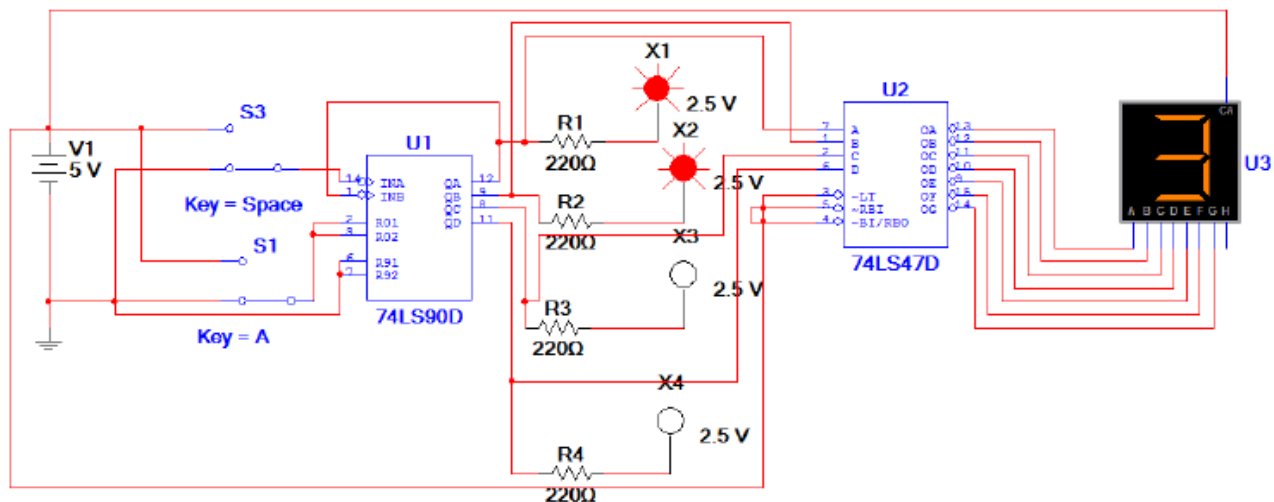 X1
S3
2.5 V
U2
R1
X2
CA
V1
5 V
U1
220Ω
7 A OA 13
1 B OB 12
2 C OC 11
6 D OD 10
OE 9
OF 15
OG 14
3 ~LT
5 ~RBI
4 ~BI/RBO
U3
14 INA QA 12
1 INB QB 9
QC 8
QD 11
2 R01
3 R02
6 R91
7 R92
Key = Space
2.5 V
R2
3
A B C D E F G H
S1
220Ω
X3
74LS47D
2.5 V
74LS90D
R3
Key = A
220Ω
X4
2.5 V
R4
220Ω